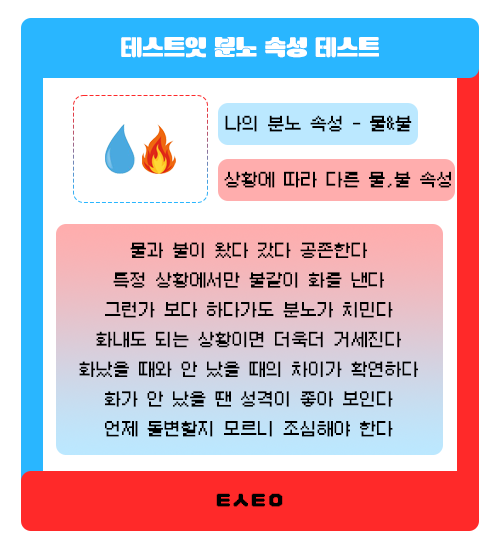 테스트잇 분노 속성 테스트
나의 분노 속성 - 물&불
상황에 따라 다른 물,불 속성
물과 불이 왔다 갔다 공존한다
특정 상황에서만 불같이 화를 낸다
그런가 보다 하다가도 분노가 치민다
화내도 되는 상황이면 더욱더 거세진다
화났을 때와 안 났을 때의 차이가 확연하다
화가 안 났을 땐 성격이 좋아 보인다
언제 돌변할지 모르니 조심해야 한다
ㅌㅅㅌㅇ